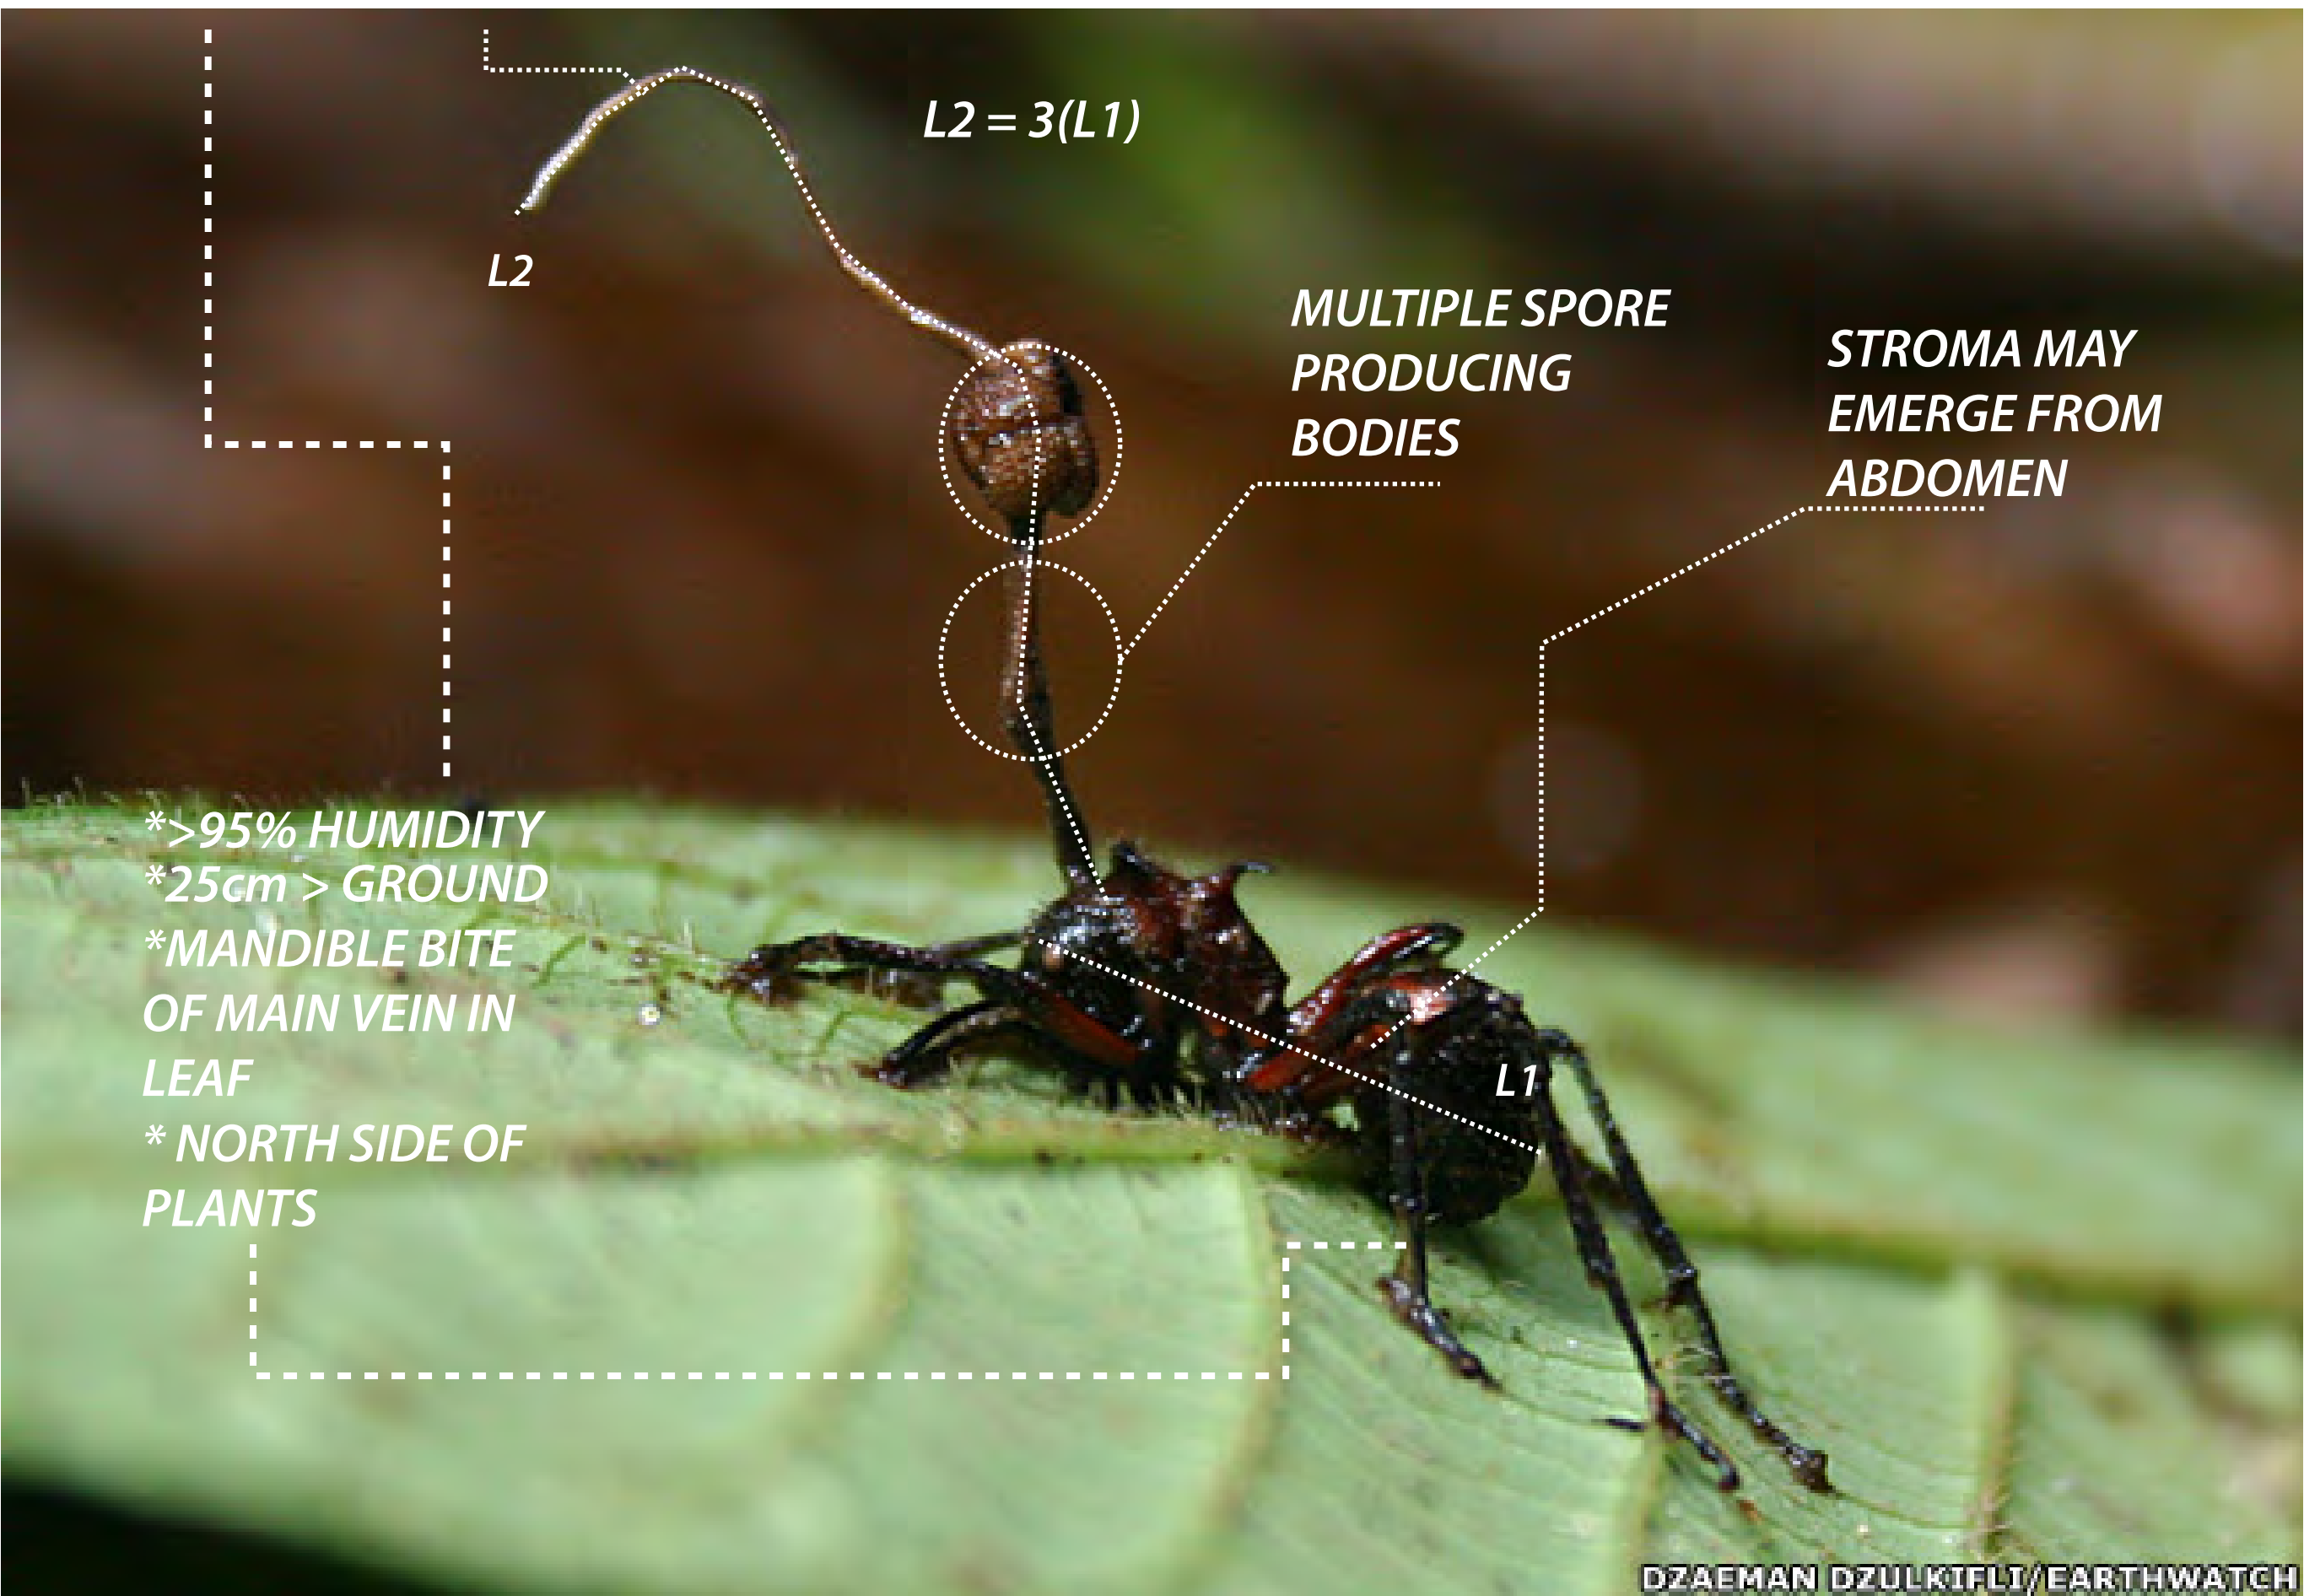 L2 = 3(L1)
L2
MULTIPLE SPORE
PRODUCING
BODIES
STROMA MAY
EMERGE FROM
ABDOMEN
*>95% HUMIDITY
*25cm > GROUND
*MANDIBLE BITE
OF MAIN VEIN IN
LEAF
* NORTH SIDE OF
PLANTS
L1
DZAEMAN DZULKIFLI/EARTHWATCH